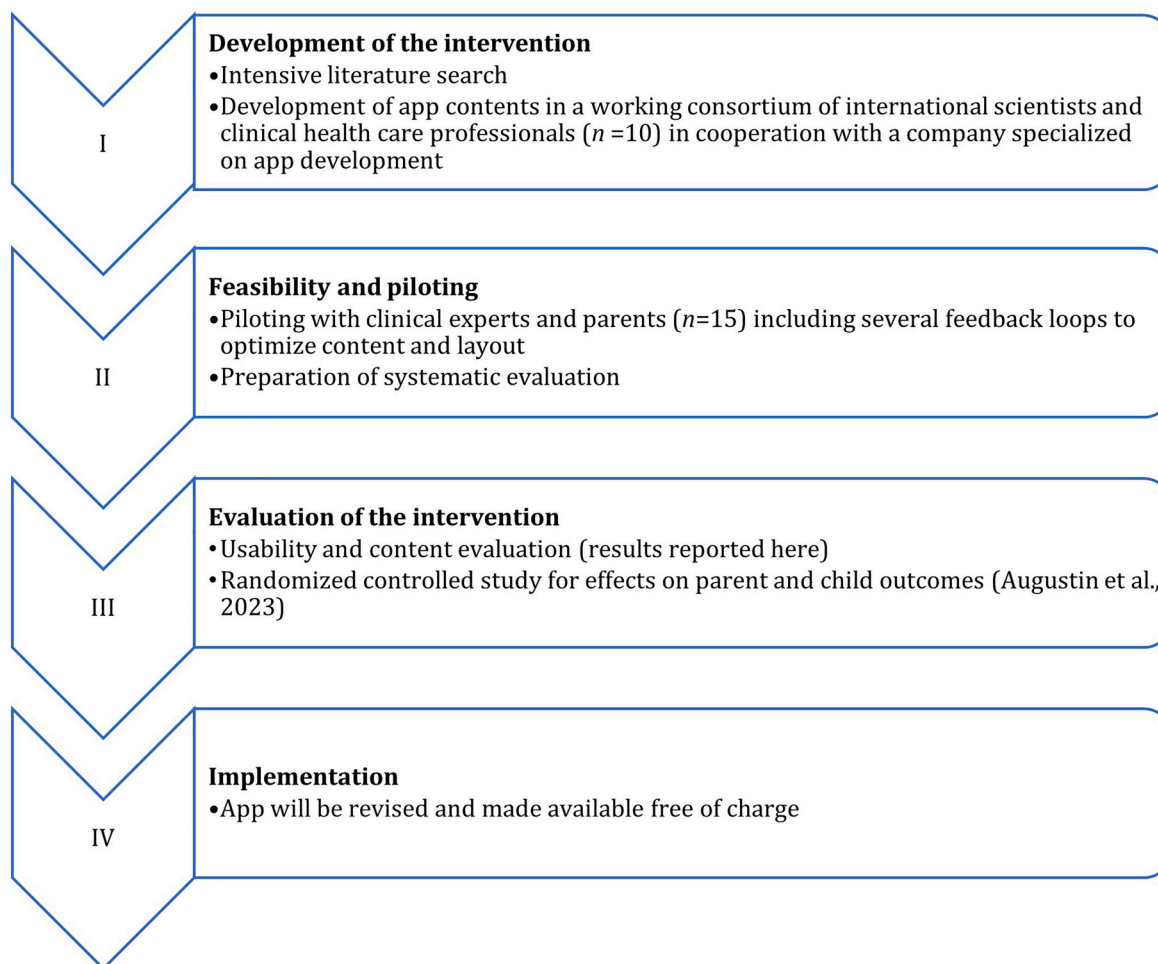 Development of the intervention
•Intensive literature search
•Development of app contents in a working consortium of international scientists and
clinical health care professionals (n =10) in cooperation with a company specialized
on app development
I
Feasibility and piloting
•Piloting with clinical experts and parents (n=15) including several feedback loops to
optimize content and layout
•Preparation of systematic evaluation
II
Evaluation of the intervention
•Usability and content evaluation (results reported here)
•Randomized controlled study for effects on parent and child outcomes (Augustin et al.,
2023)
III
Implementation
•App will be revised and made available free of charge
IV